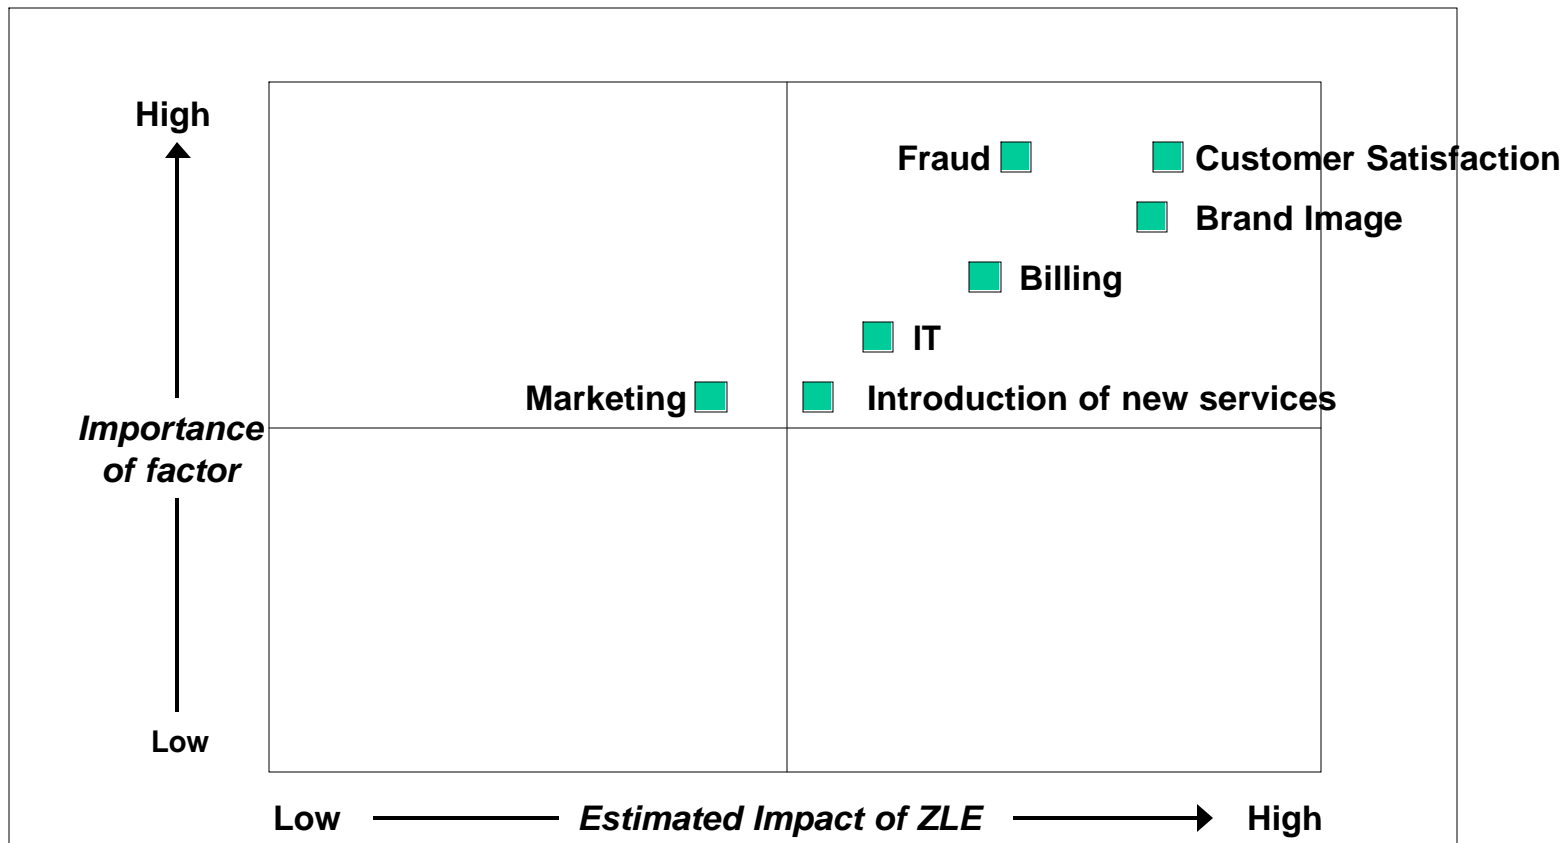 High
Fraud
Customer Satisfaction
Brand Image
Billing
IT
Marketing
Introduction of new services
Importance
of factor
Low
Low
Estimated Impact of ZLE
High